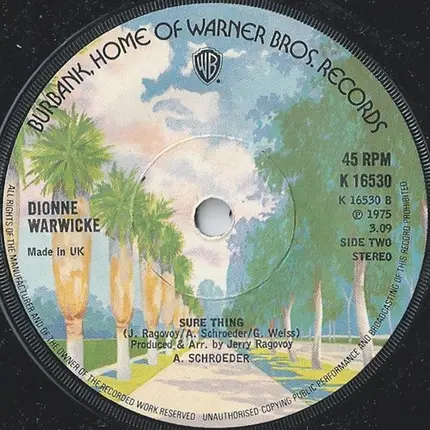 BURBANK, HOME OF WARNER BROS. RECORDS
WB
DIONNE
WARWICKE
Made in UK
45 RPM
K 16530
K 16530 B
Ⓟ 1975
3.09
SIDE TWO
STEREO
SURE THING
(J. Ragovoy/A. Schroeder/G. Weiss)
Produced & Arr. by Jerry Ragovoy
A. SCHROEDER
ALL RIGHTS OF THE MANUFACTURER AND OF THE OWNER OF THE RECORDED WORK RESERVED UNAUTHORISED COPYING PUBLIC PERFORMANCE AND BROADCASTING OF THIS RECORD PROHIBITED